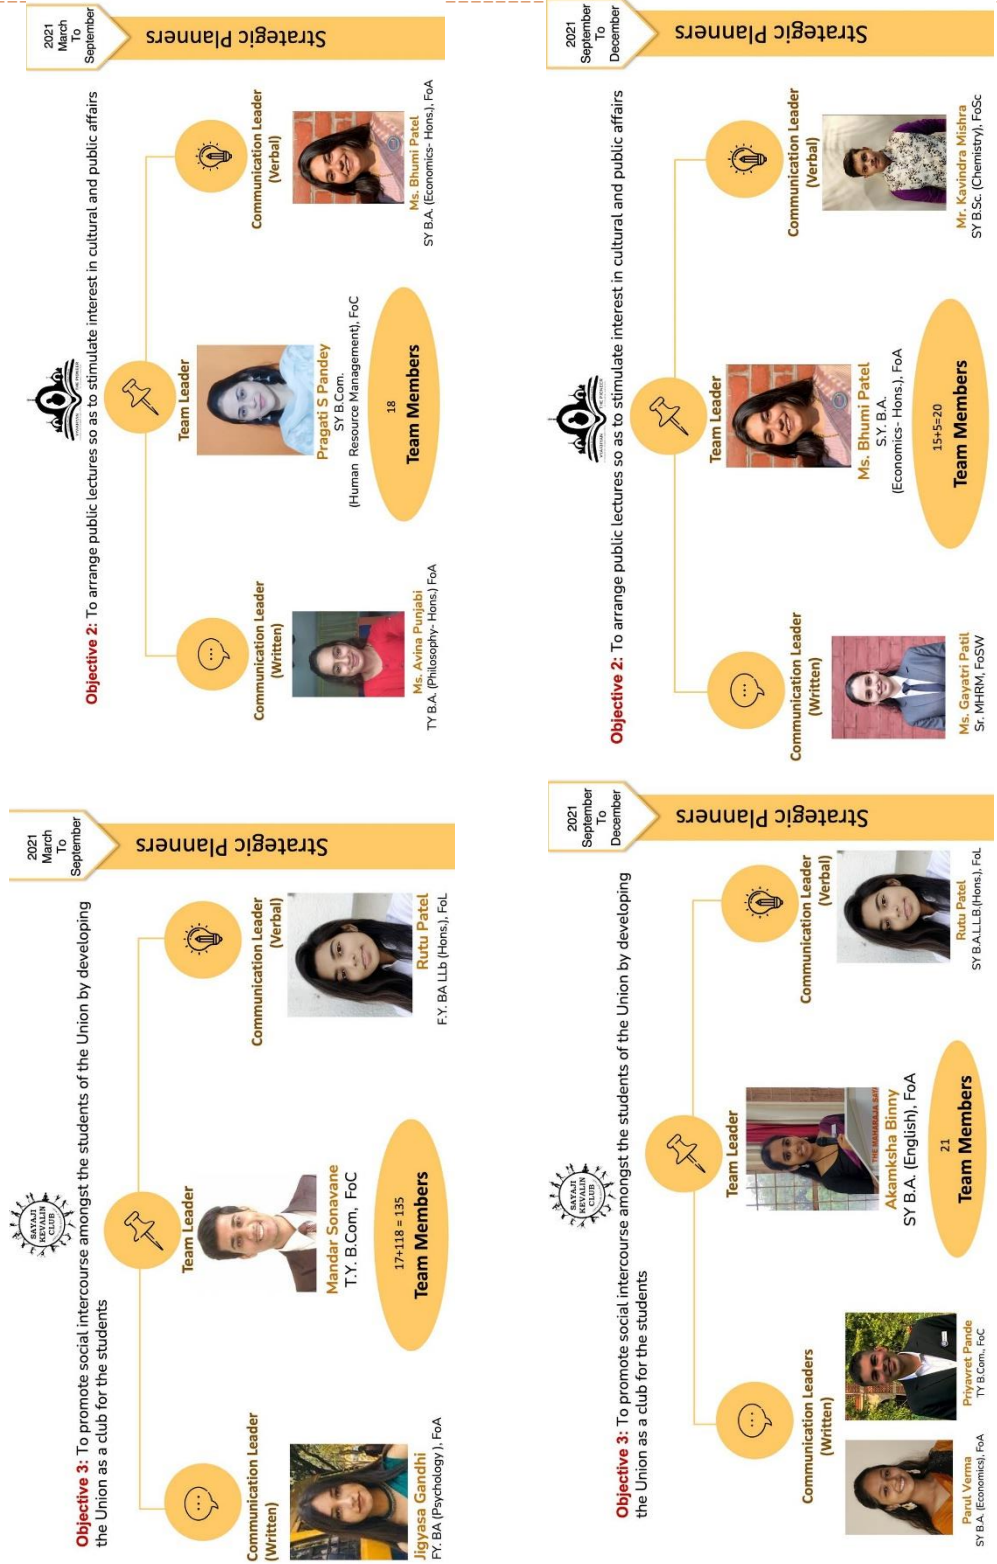 2021
March
To
September
Strategic Planners
Objective 2: To arrange public lectures so as to stimulate interest in cultural and public affairs
Team Leader
Pragati S Pandey
SY B.Com.
(Human Resource Management), FoC
Communication Leader
(Written)
Ms. Avina Punjabi
TY B.A. (Philosophy- Hons.) FoA
Communication Leader
(Verbal)
Ms. Bhumi Patel
SY B.A. (Economics- Hons.), FoA
18
Team Members
2021
September
To
December
Strategic Planners
Objective 2: To arrange public lectures so as to stimulate interest in cultural and public affairs
Team Leader
Ms. Bhumi Patel
S.Y. B.A.
(Economics- Hons.), FoA
Communication Leader
(Written)
Ms. Gayatri Patil
Sr. MHRM, FoSW
Communication Leader
(Verbal)
Mr. Kavindra Mishra
SY B.Sc. (Chemistry), FoSc
15+5=20
Team Members
2021
March
To
September
Strategic Planners
SAYAJI
KEVALIN
CLUB
Objective 3: To promote social intercourse amongst the students of the Union by developing
the Union as a club for the students
Team Leader
Mandar Sonavane
T.Y. B.Com, FoC
Communication Leader
(Written)
Jigyasa Gandhi
FY. BA (Psychology ), FoA
Communication Leader
(Verbal)
Rutu Patel
F.Y. BA LLb (Hons.), FoL
17+118 = 135
Team Members
2021
September
To
December
Strategic Planners
SAYAJI
KEVALIN
CLUB
Objective 3: To promote social intercourse amongst the students of the Union by developing
the Union as a club for the students
Team Leader
THE MAHARAJA SAYA
Akamksha Binny
SY B.A. (English), FoA
Communication Leaders
(Written)
Parul Verma
SY B.A. (Economics), FoA
Priyavret Pande
TY B.Com., FoC
Communication Leader
(Verbal)
Rutu Patel
SY B.A.L.L.B.(Hons.), FoL
21
Team Members